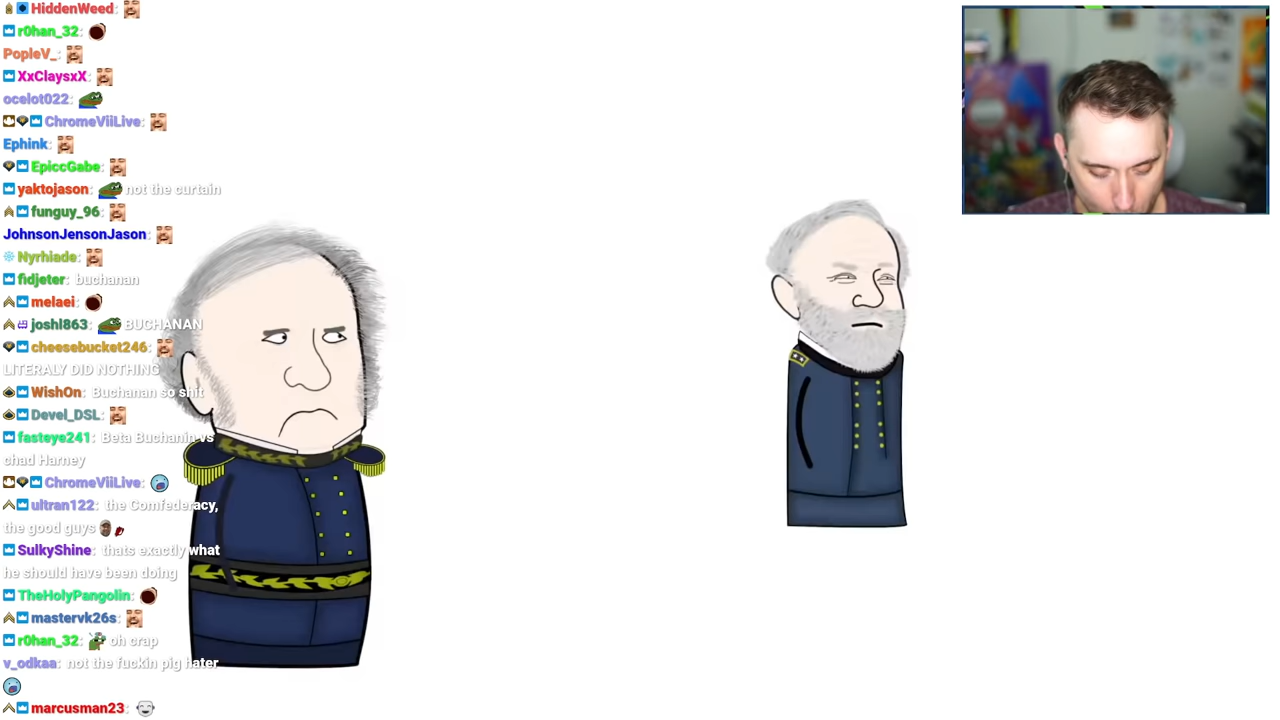 HiddenWeed:
r0han_32:
PopleV_:
XxClaysxX:
ocelot022:
ChromeViiLive:
Ephink:
EpiccGabe:
yaktojason: not the curtain
funguy_96:
JohnsonJensonJason:
Nyrhiade:
fidjeter: buchanan
melaei:
joshl863: BUCHANAN
cheesebucket246:
LITERALY DID NOTHING
WishOn: Buchanan so shit
Devel_DSL:
fasteye241: Beta Buchanin vs
chad Harney
ChromeViiLive:
ultran122: the Comfederacy,
the good guys
SulkyShine: thats exactly what
he should have been doing
TheHolyPangolin:
mastervk26s:
r0han_32: oh crap
v_odkaa: not the fuckin pig hater
marcusman23: